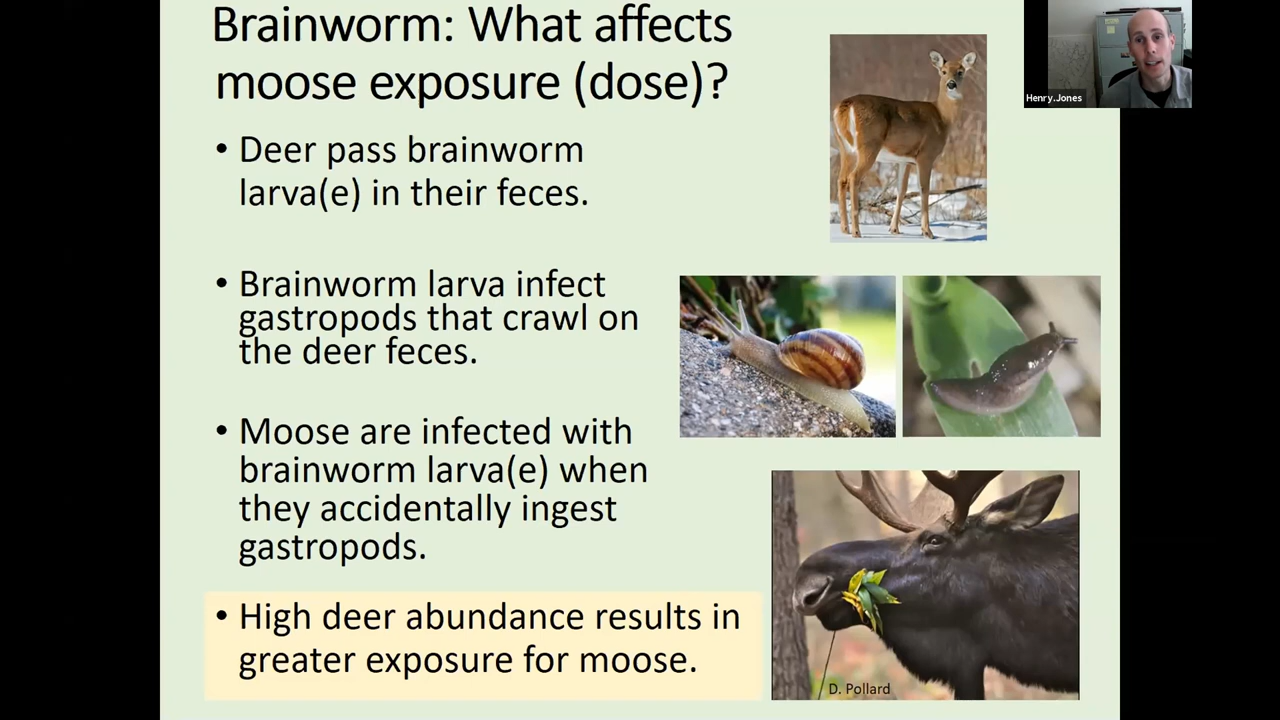 Brainworm: What affects
moose exposure (dose)?
• Deer pass brainworm
larva(e) in their feces.
• Brainworm larva infect
gastropods that crawl on
the deer feces.
• Moose are infected with
brainworm larva(e) when
they accidentally ingest
gastropods.
• High deer abundance results in
greater exposure for moose.
D. Pollard
Henry.Jones